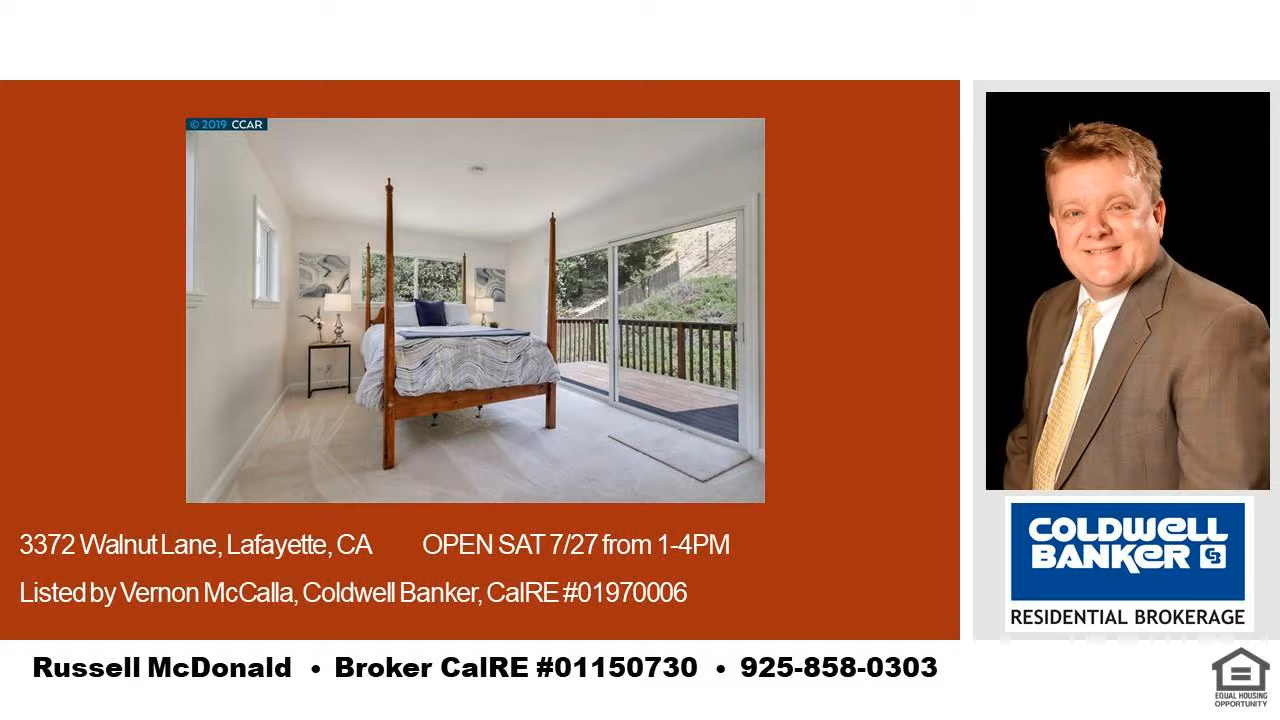 © 2019 CCAR
3372 Walnut Lane, Lafayette, CA OPEN SAT 7/27 from 1-4PM
Listed by Vernon McCalla, Coldwell Banker, CalRE #01970006
COLDWELL
BANKER CB
RESIDENTIAL BROKERAGE
Russell McDonald • Broker CalRE #01150730 • 925-858-0303
EQUAL HOUSING
OPPORTUNITY